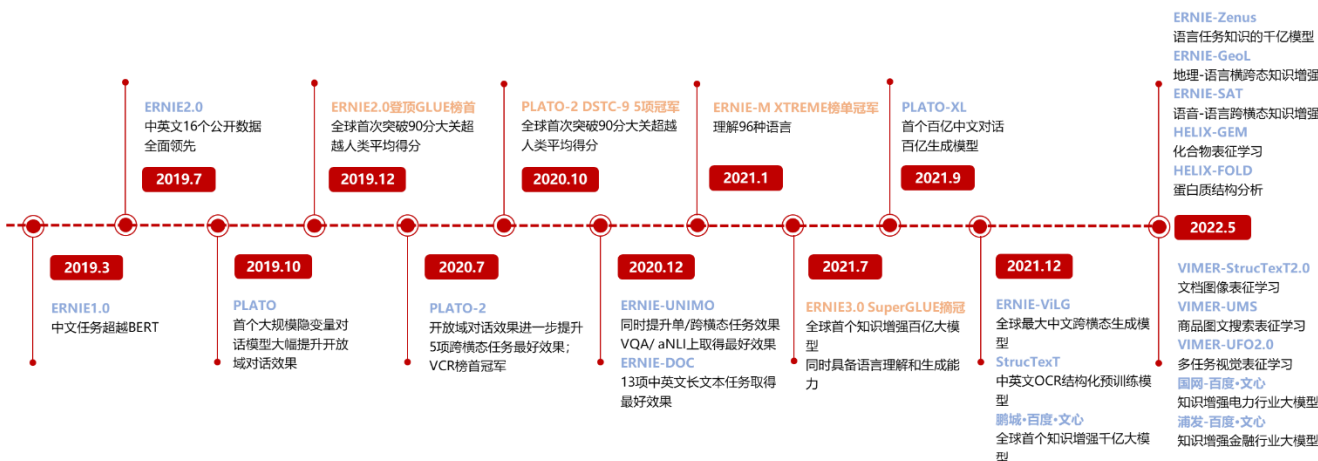 ERNIE-Zenus
语言任务知识的千亿模型
ERNIE-GeoL
地理-语言横跨态知识增强
ERNIE-SAT
语音-语言跨横态知识增强
HELIX-GEM
化合物表征学习
HELIX-FOLD
蛋白质结构分析
2022.5
ERNIE2.0
中英文16个公开数据
全面领先
2019.7
ERNIE2.0登顶GLUE榜首
全球首次突破90分大关超
越人类平均得分
2019.12
PLATO-2 DSTC-9 5项冠军
全球首次突破90分大关超越
人类平均得分
2020.10
ERNIE-M XTREME榜单冠军
理解96种语言
2021.1
PLATO-XL
首个百亿中文对话
百亿生成模型
2021.9
2019.3
ERNIE1.0
中文任务超越BERT
2019.10
PLATO
首个大规模隐变量对
话模型大幅提升开放
域对话效果
2020.7
PLATO-2
开放域对话效果进一步提升
5项跨横态任务最好效果；
VCR榜首冠军
2020.12
ERNIE-UNIMO
同时提升单/跨横态任务效果
VQA/ aNLI上取得最好效果
ERNIE-DOC
13项中英文长文本任务取得
最好效果
2021.7
ERNIE3.0 SuperGLUE摘冠
全球首个知识增强百亿大模
型
同时具备语言理解和生成能
力
2021.12
ERNIE-ViLG
全球最大中文跨横态生成模
型
StrucTexT
中英文OCR结构化预训练模
型
鹏城·百度·文心
全球首个知识增强千亿大模
型
VIMER-StrucTexT2.0
文档图像表征学习
VIMER-UMS
商品图文搜索表征学习
VIMER-UFO2.0
多任务视觉表征学习
国网-百度·文心
知识增强电力行业大模型
浦发-百度·文心
知识增强金融行业大模型